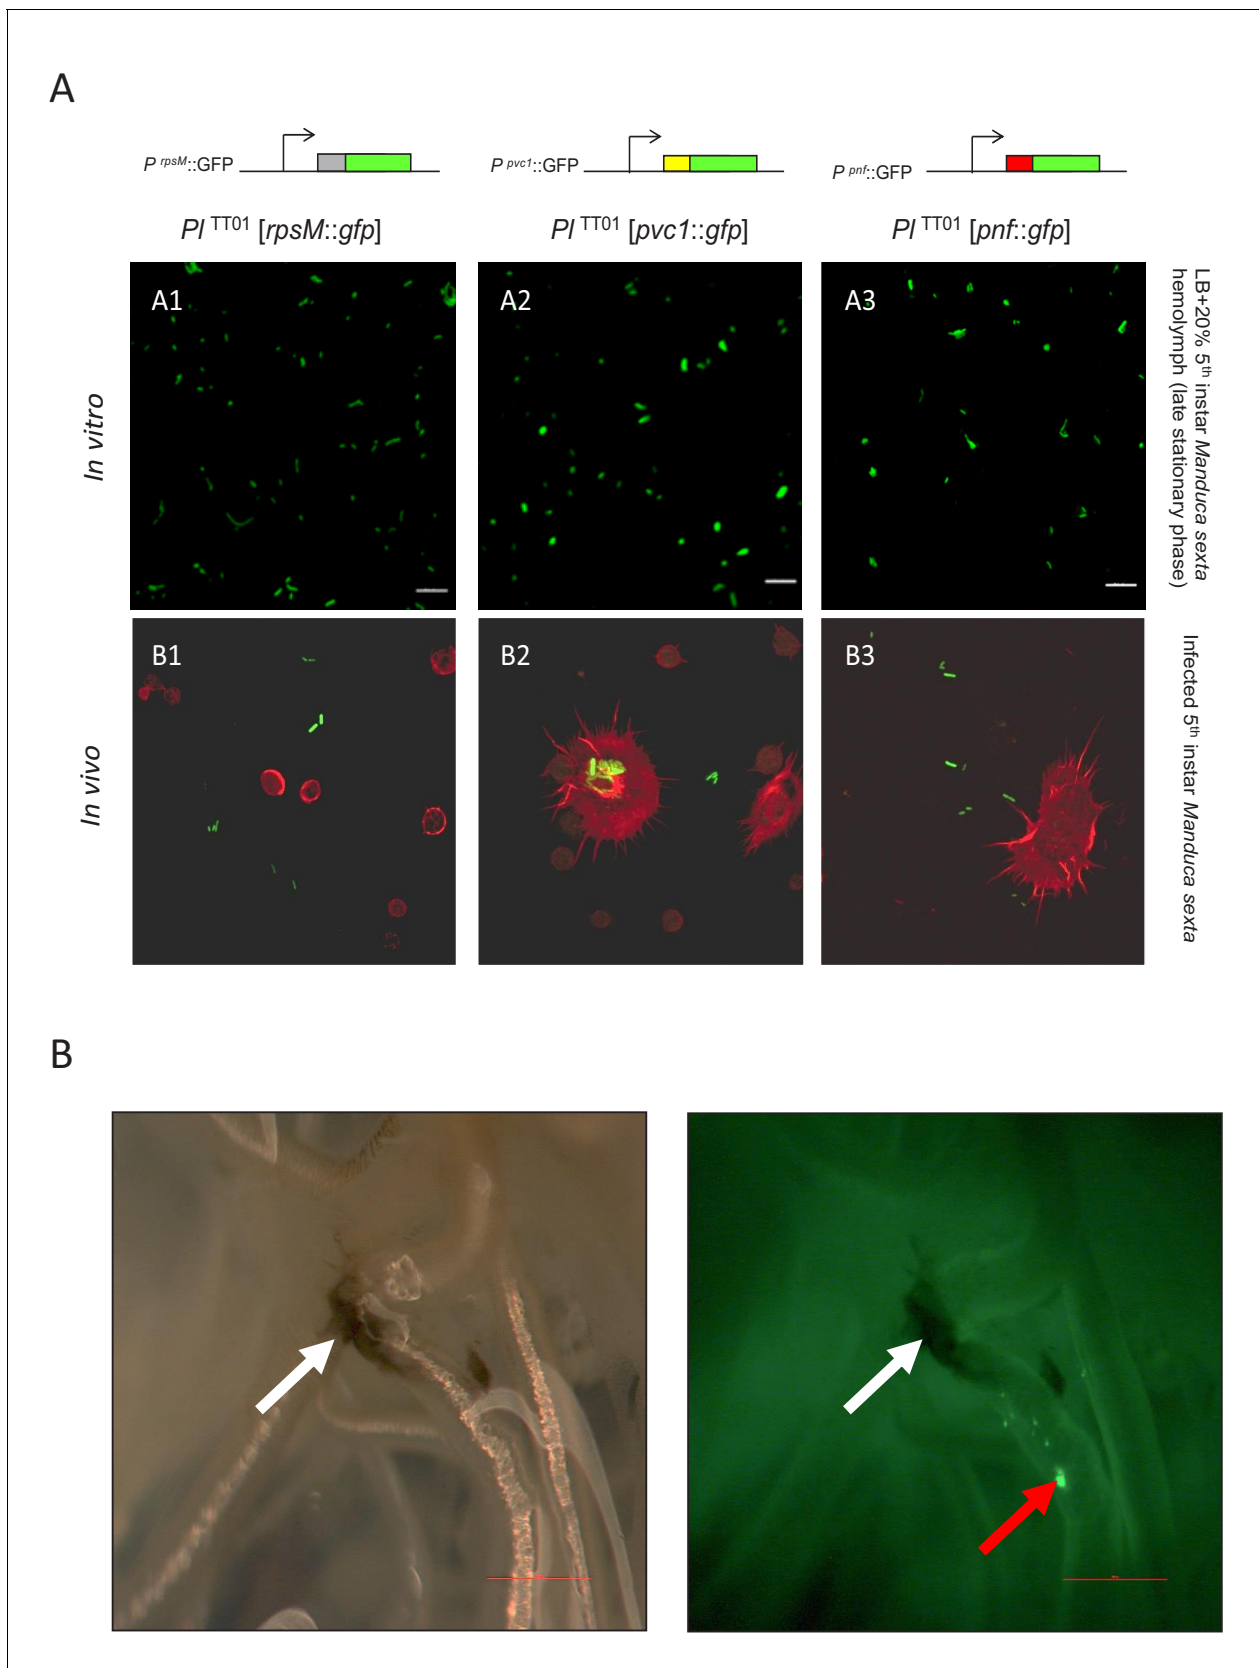 A
P rpsM::GFP
P pvc1::GFP
P pnf::GFP
Pl TT01 [rpsM::gfp]
Pl TT01 [pvc1::gfp]
Pl TT01 [pnf::gfp]
In vitro
A1
A2
A3
LB+20% 5th instar Manduca sexta
hemolymph (late stationary phase)
In vivo
B1
B2
B3
Infected 5th instar Manduca sexta
B